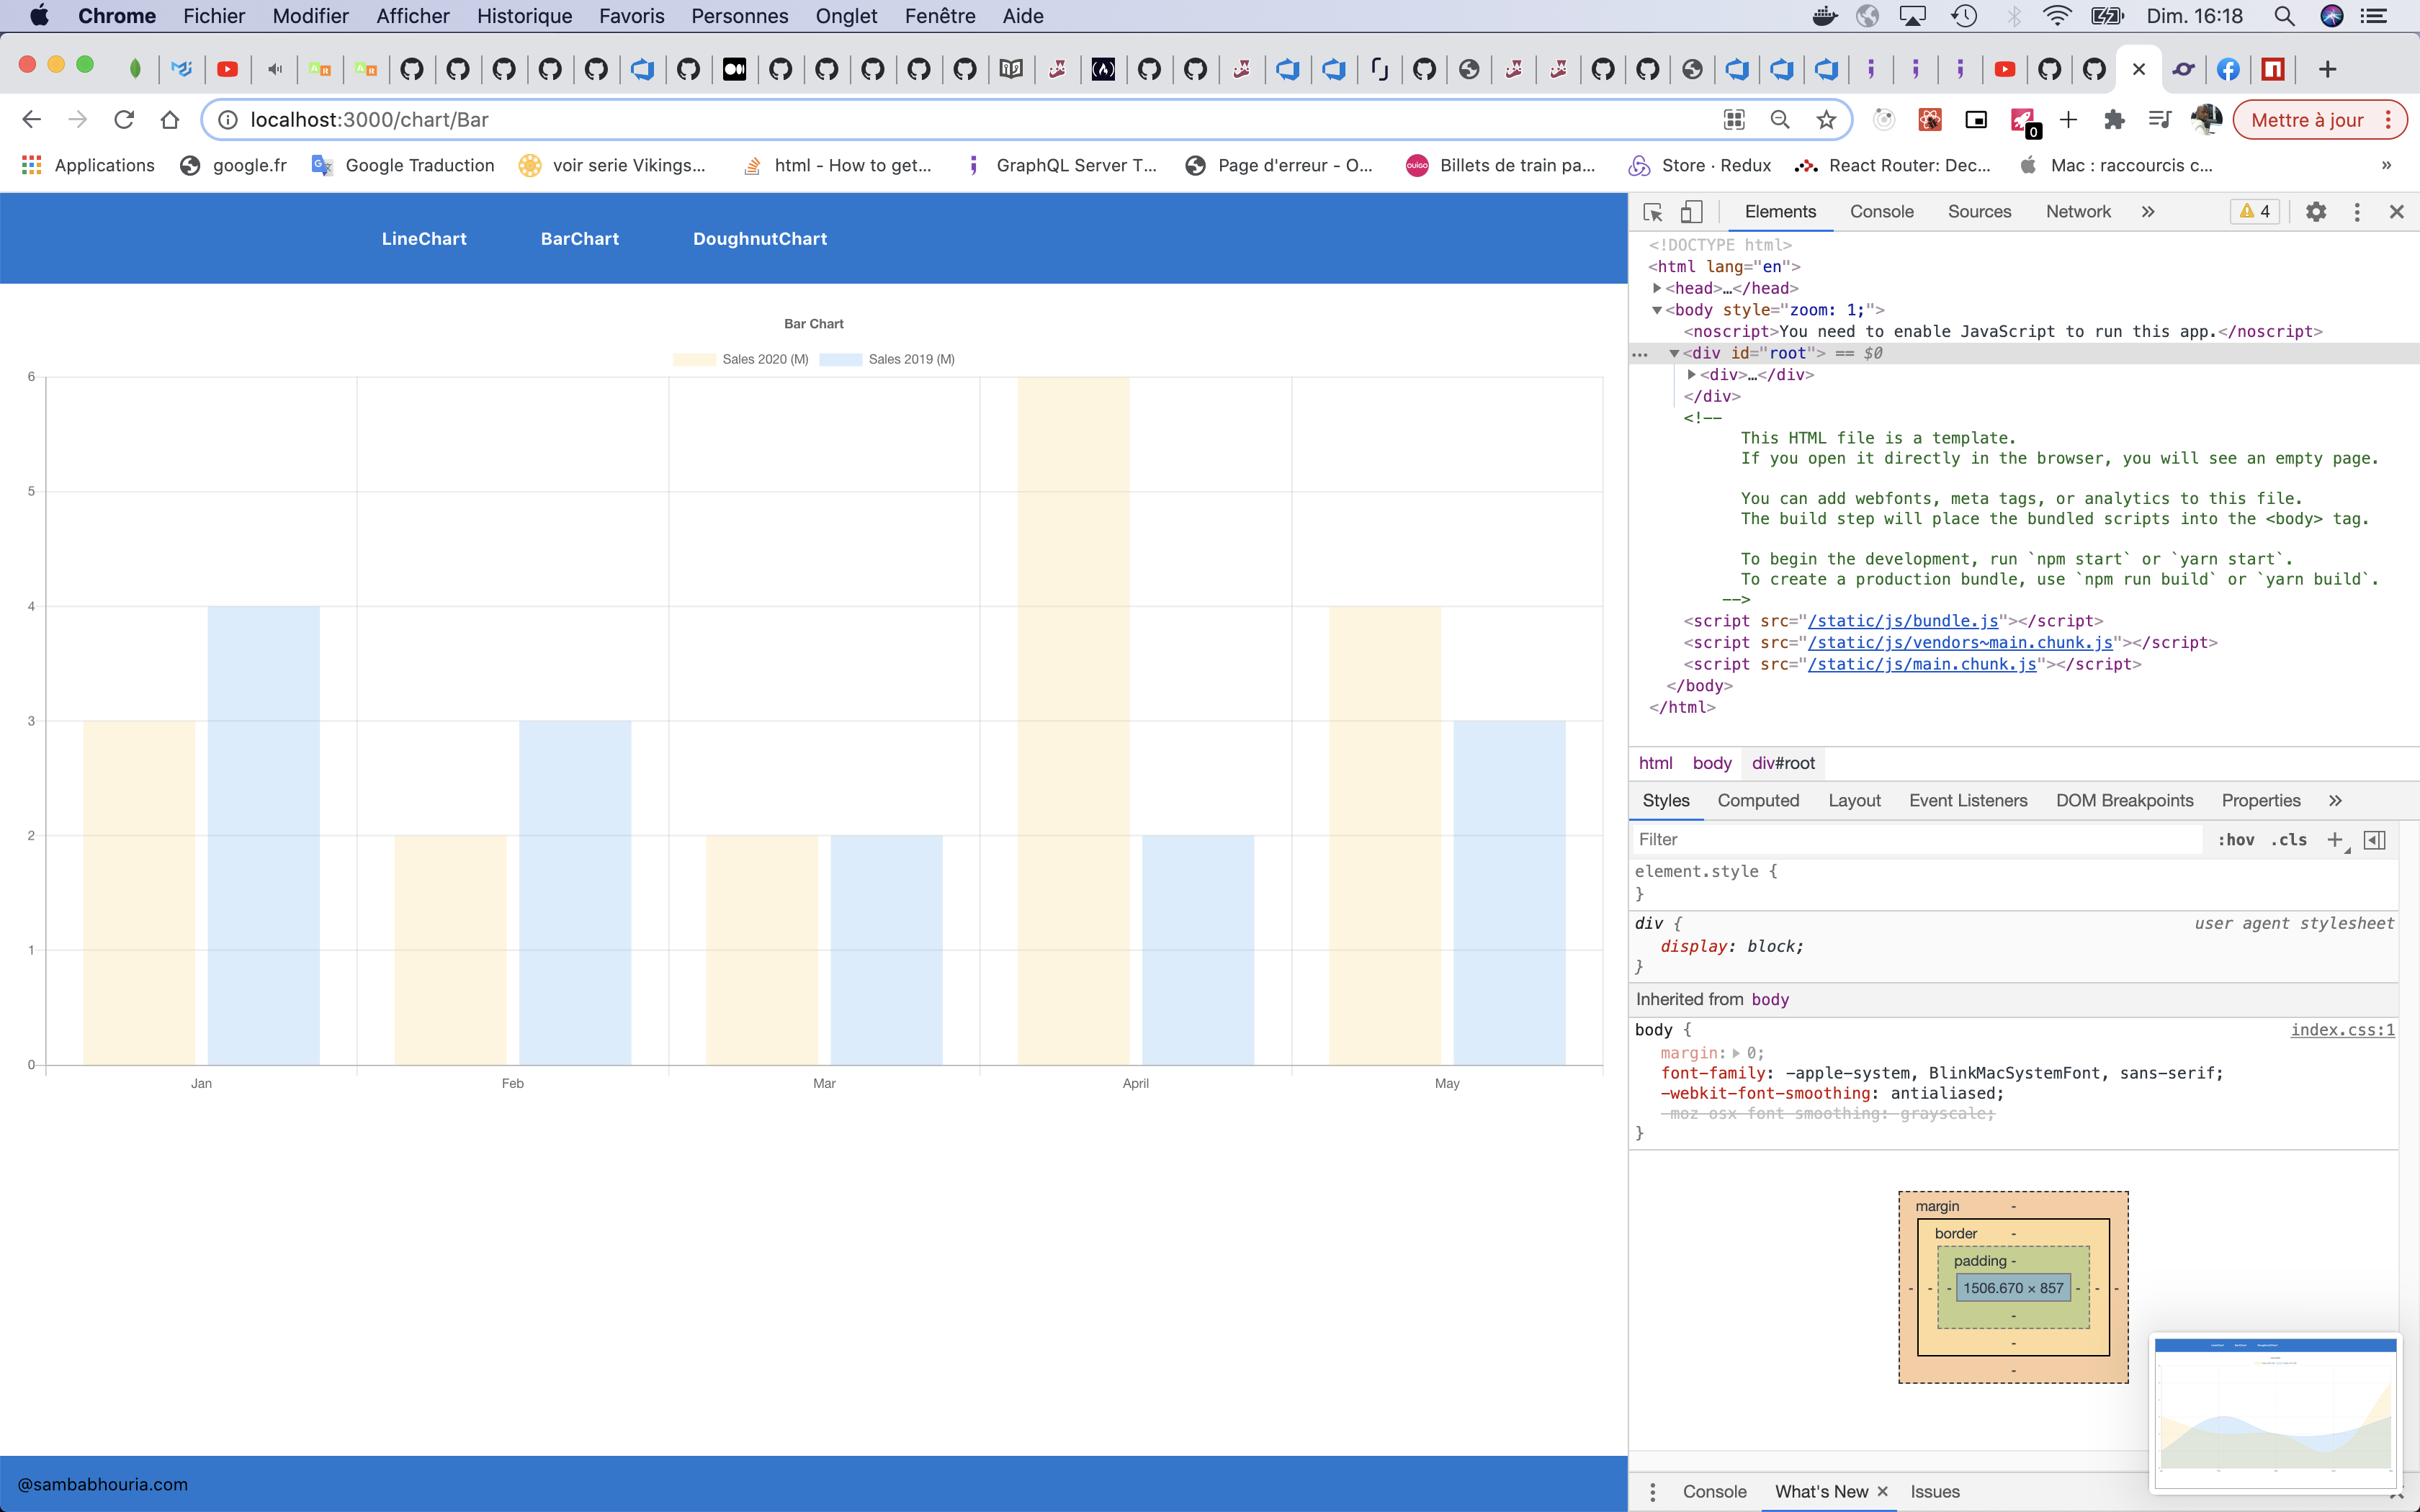 Chrome Fichier Modifier Afficher Historique Favoris Personnes Onglet Fenêtre Aide Dim. 16:18
localhost:3000/chart/Bar 0 Mettre à jour
Applications google.fr Google Traduction voir serie Vikings... html - How to get... GraphQL Server T... Page d'erreur - O... OUIGO Billets de train pa... Store · Redux React Router: Dec... Mac : raccourcis c... »
LineChart BarChart DoughnutChart
Bar Chart
Sales 2020 (M) Sales 2019 (M)
6
5
4
3
2
1
0
Jan Feb Mar April May
@sambabhouria.com
Elements Console Sources Network » 4
<!DOCTYPE html>
<html lang="en">
<head>…</head>
<body style="zoom: 1;">
<noscript>You need to enable JavaScript to run this app.</noscript>
<div id="root"> == $0
<div>…</div>
</div>
<!--
This HTML file is a template.
If you open it directly in the browser, you will see an empty page.
You can add webfonts, meta tags, or analytics to this file.
The build step will place the bundled scripts into the <body> tag.
To begin the development, run `npm start` or `yarn start`.
To create a production bundle, use `npm run build` or `yarn build`.
-->
<script src="/static/js/bundle.js"></script>
<script src="/static/js/vendors~main.chunk.js"></script>
<script src="/static/js/main.chunk.js"></script>
</body>
</html>
html body div#root
Styles Computed Layout Event Listeners DOM Breakpoints Properties »
Filter :hov .cls +
element.style {
}
div { user agent stylesheet
display: block;
}
Inherited from body
body { index.css:1
margin: 0;
font-family: -apple-system, BlinkMacSystemFont, sans-serif;
-webkit-font-smoothing: antialiased;
-moz-osx-font-smoothing: grayscale;
}
margin -
border -
padding -
- - - 1506.670 × 857 - - -
-
-
-
Console What's New × Issues